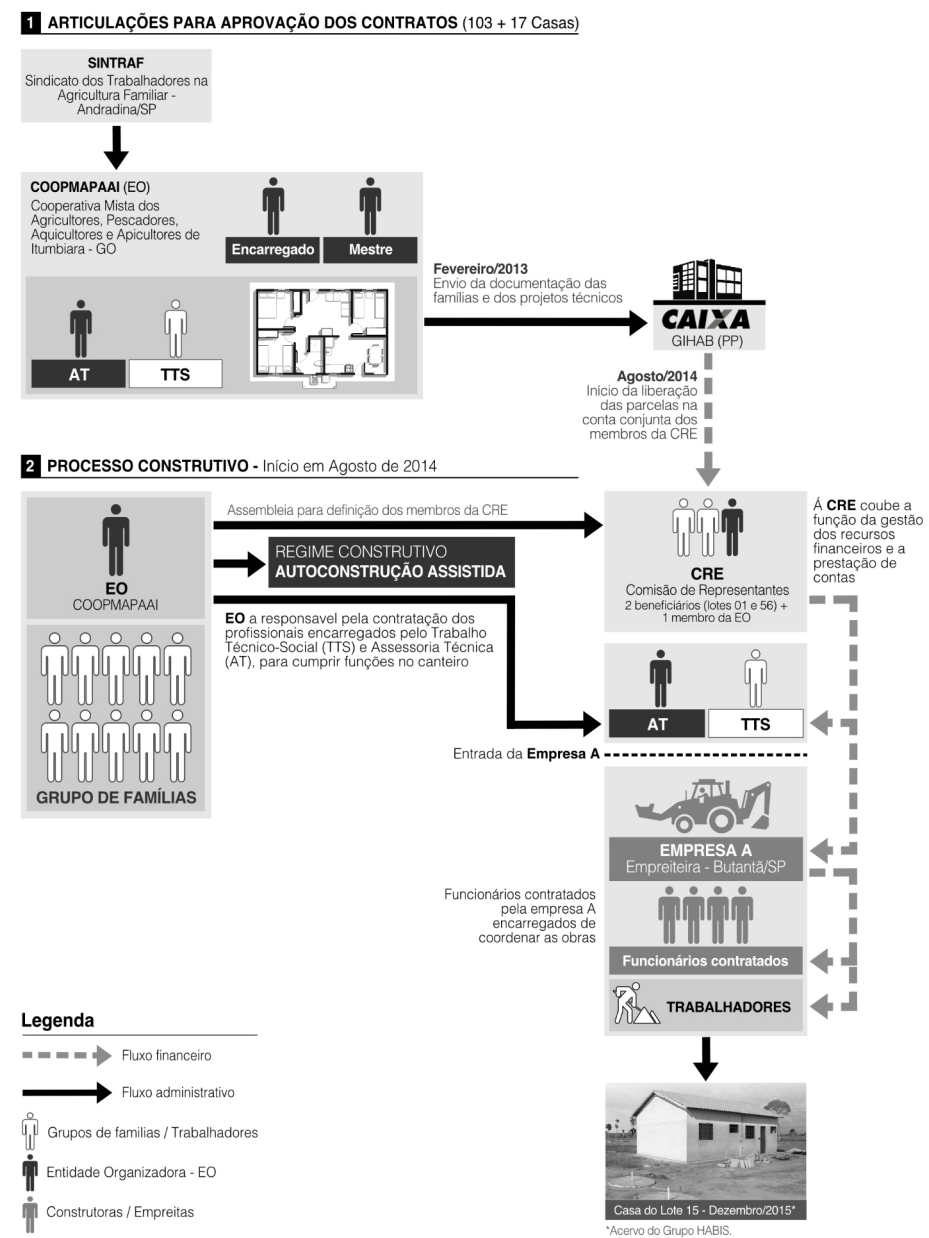 1 ARTICULAÇÕES PARA APROVAÇÃO DOS CONTRATOS (103 + 17 Casas)
SINTRAF
Sindicato dos Trabalhadores na
Agricultura Familiar -
Andradina/SP
COOPMAPAAI (EO)
Cooperativa Mista dos
Agricultores, Pescadores,
Aquicultores e Apicultores de
Itumbiara - GO
Encarregado
Mestre
AT
TTS
Fevereiro/2013
Envio da documentação das
famílias e dos projetos técnicos
CAIXA
GIHAB (PP)
Agosto/2014
Início da liberação
das parcelas na
conta conjunta dos
membros da CRE
2 PROCESSO CONSTRUTIVO - Início em Agosto de 2014
EO
COOPMAPAAI
GRUPO DE FAMÍLIAS
Assembleia para definição dos membros da CRE
REGIME CONSTRUTIVO
AUTOCONSTRUÇÃO ASSISTIDA
EO a responsavel pela contratação dos
profissionais encarregados pelo Trabalho
Técnico-Social (TTS) e Assessoria Técnica
(AT), para cumprir funções no canteiro
CRE
Comisão de Representantes
2 beneficiários (lotes 01 e 56) +
1 membro da EO
Á CRE coube a
função da gestão
dos recursos
financeiros e a
prestação de
contas
AT
TTS
Entrada da Empresa A
EMPRESA A
Empreiteira - Butantã/SP
Funcionários contratados
pela empresa A
encarregados de
coordenar as obras
Funcionários contratados
TRABALHADORES
Casa do Lote 15 - Dezembro/2015*
*Acervo do Grupo HABIS.
Legenda
Fluxo financeiro
Fluxo administrativo
Grupos de familias / Trabalhadores
Entidade Organizadora - EO
Construtoras / Empreitas